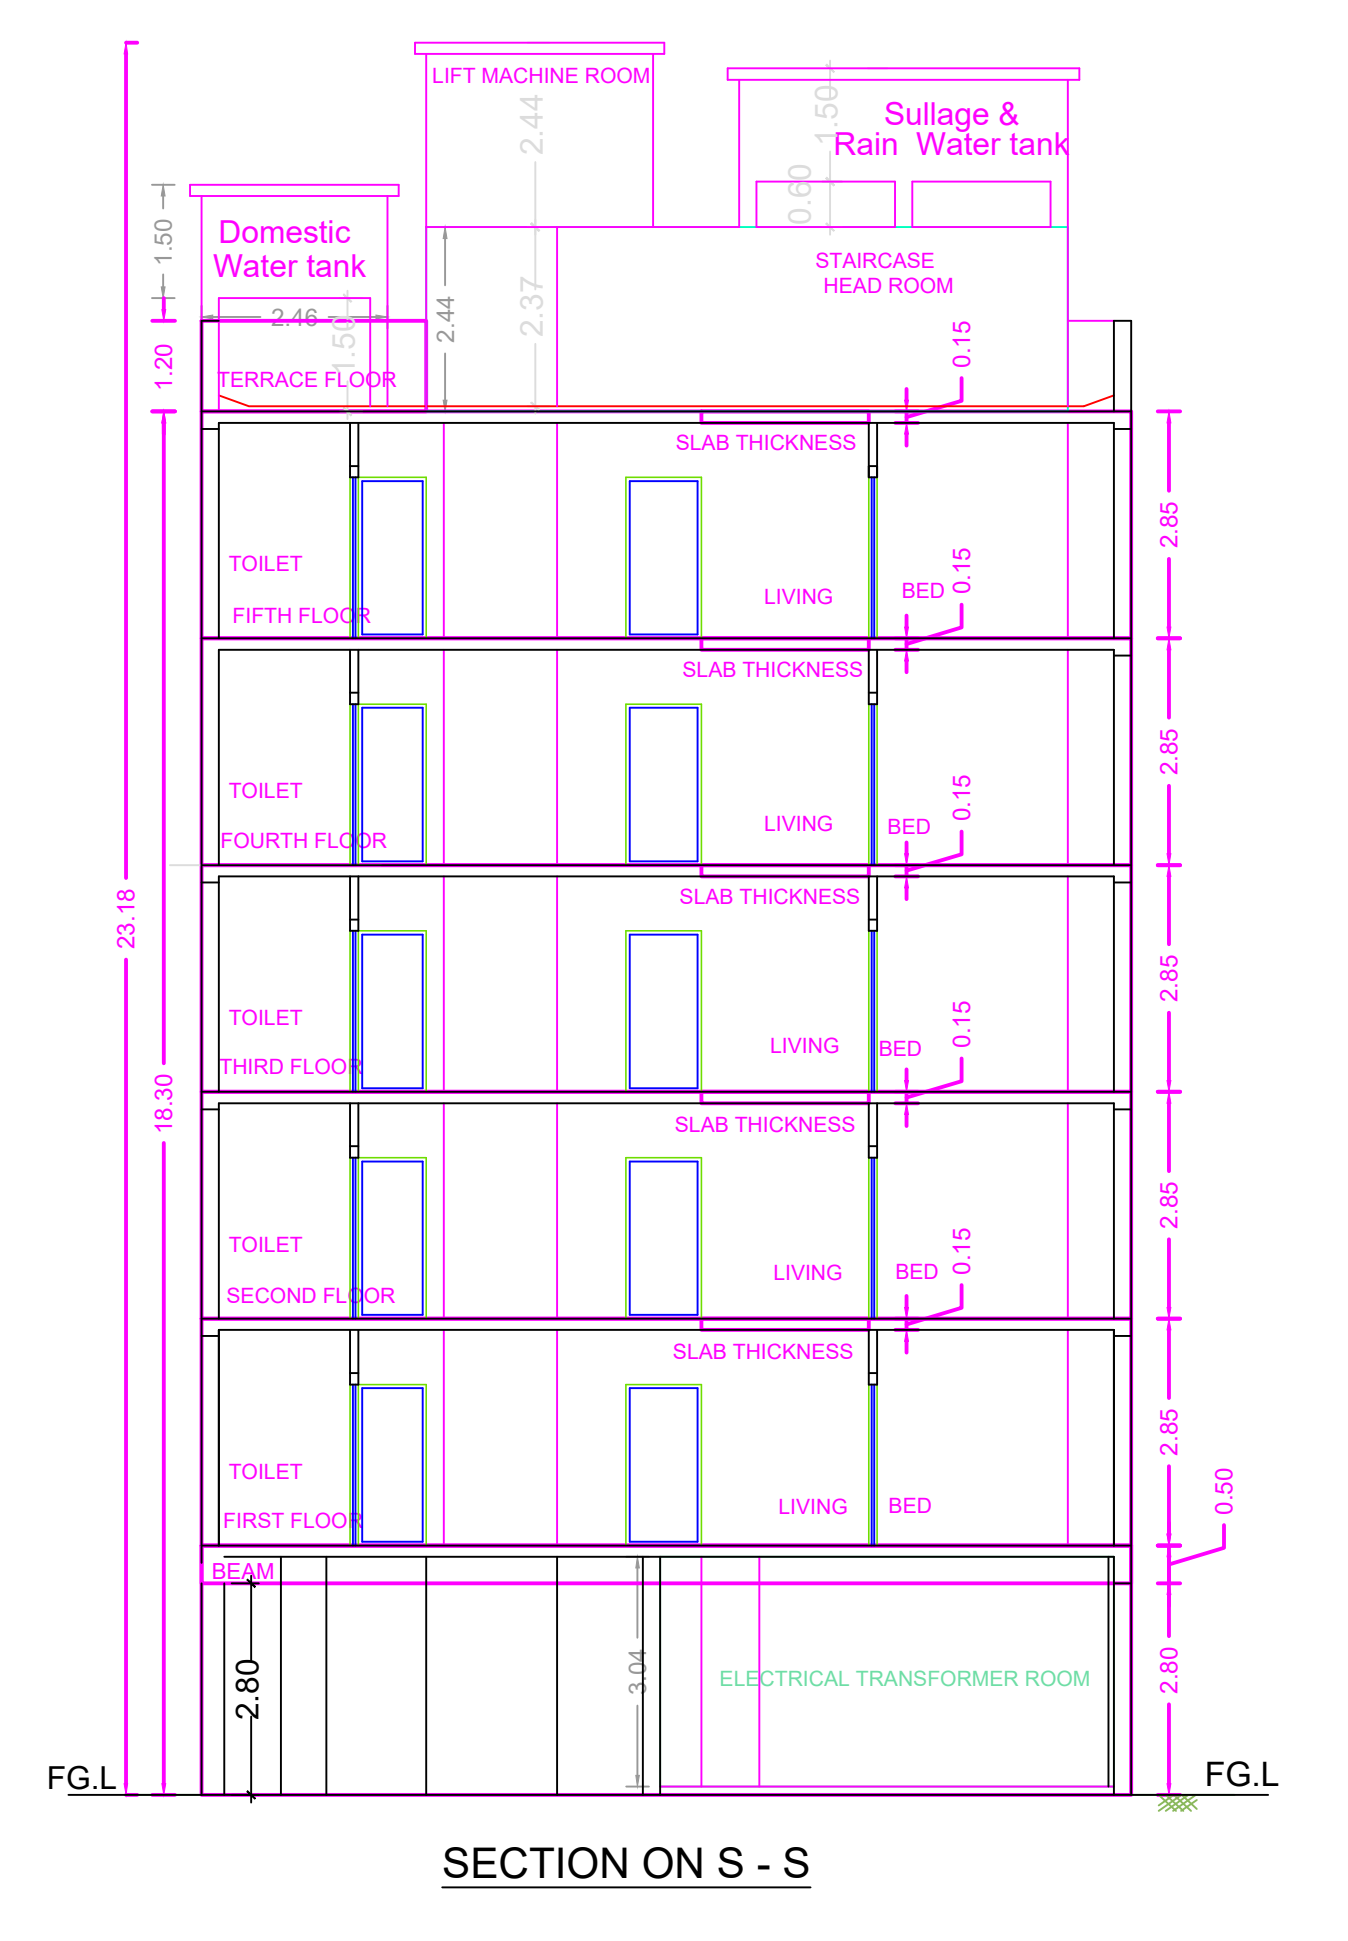 LIFT MACHINE ROOM
2.44
1.50
Sullage &
Rain  Water tank
0.60
1.50
Domestic
Water tank
STAIRCASE
HEAD ROOM
2.46
2.37
2.44
1.50
0.15
1.20
TERRACE FLOOR
SLAB THICKNESS
2.85
TOILET
LIVING
BED
0.15
FIFTH FLOOR
SLAB THICKNESS
2.85
TOILET
LIVING
BED
0.15
FOURTH FLOOR
SLAB THICKNESS
23.18
2.85
TOILET
LIVING
BED
0.15
THIRD FLOOR
18.30
SLAB THICKNESS
2.85
TOILET
LIVING
BED
0.15
SECOND FLOOR
SLAB THICKNESS
2.85
TOILET
LIVING
BED
0.50
FIRST FLOOR
BEAM
2.80
3.04
ELECTRICAL TRANSFORMER ROOM
2.80
FG.L
FG.L
SECTION ON S - S